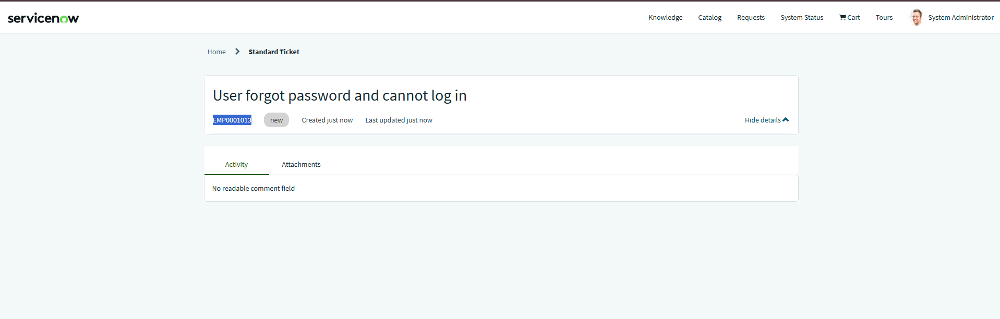 servicenow
Knowledge
Catalog
Requests
System Status
Cart
Tours
System Administrator
Home
Standard Ticket
User forgot password and cannot log in
EMP0001013
new
Created just now
Last updated just now
Hide details
Activity
Attachments
No readable comment field